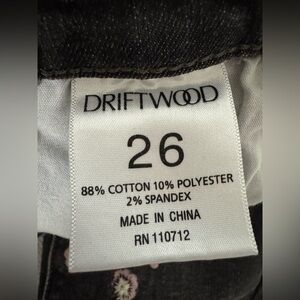 DRIFTWOOD
26
88% COTTON 10% POLYESTER
2% SPANDEX
MADE IN CHINA
RN 110712